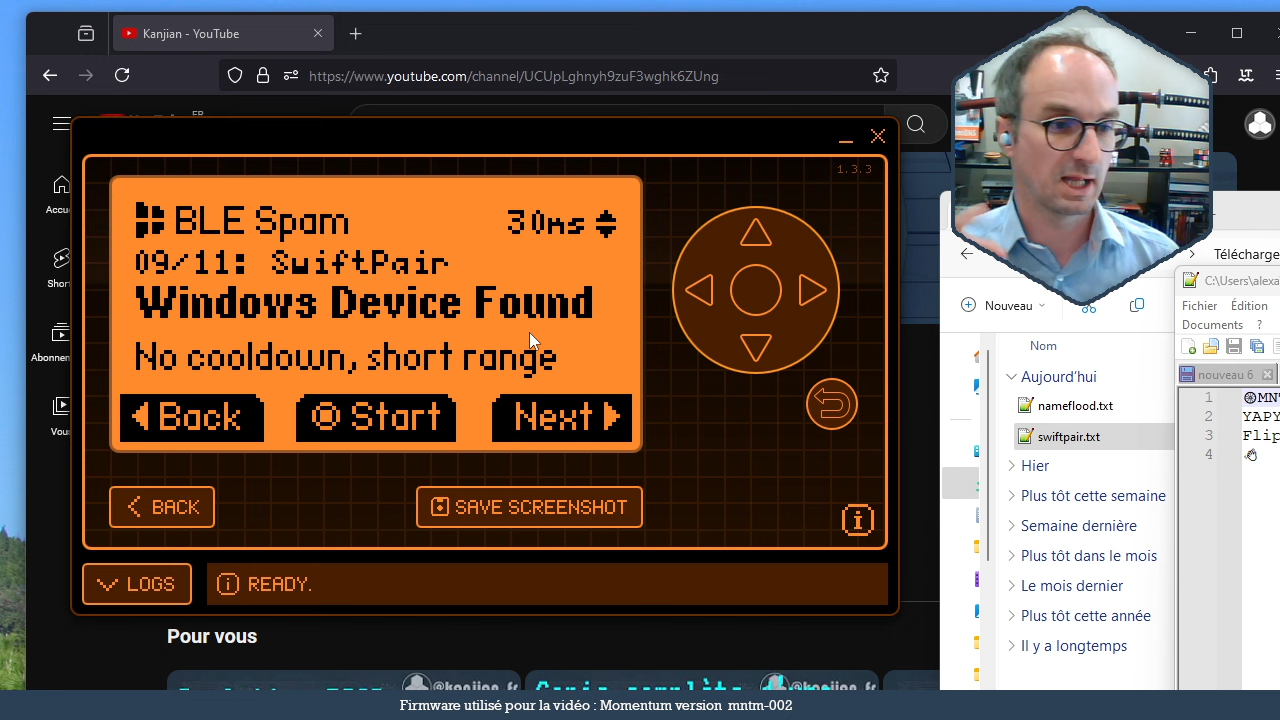 Kanjian - YouTube
https://www.youtube.com/channel/UCUpLghnyh9zuF3wghk6ZUng
FR
1.3.3
BLE Spam
30ms
09/11: SwiftPair
Windows Device Found
No cooldown, short range
Back
Start
Next
BACK
SAVE SCREENSHOT
LOGS
READY.
Accu
Short
Abonnem
Vous
Pour vous
@kanjian.fr
Télécharge
Nouveau
Nom
Aujourd'hui
nameflood.txt
swiftpair.txt
Hier
Plus tôt cette semaine
Semaine dernière
Plus tôt dans le mois
Le mois dernier
Plus tôt cette année
Il y a longtemps
C:\Users\alexa
Fichier Édition
Documents ?
nouveau 6
1 @MN
2 YAPY
3 Flip
4
Firmware utilisé pour la vidéo : Momentum version mntm-002